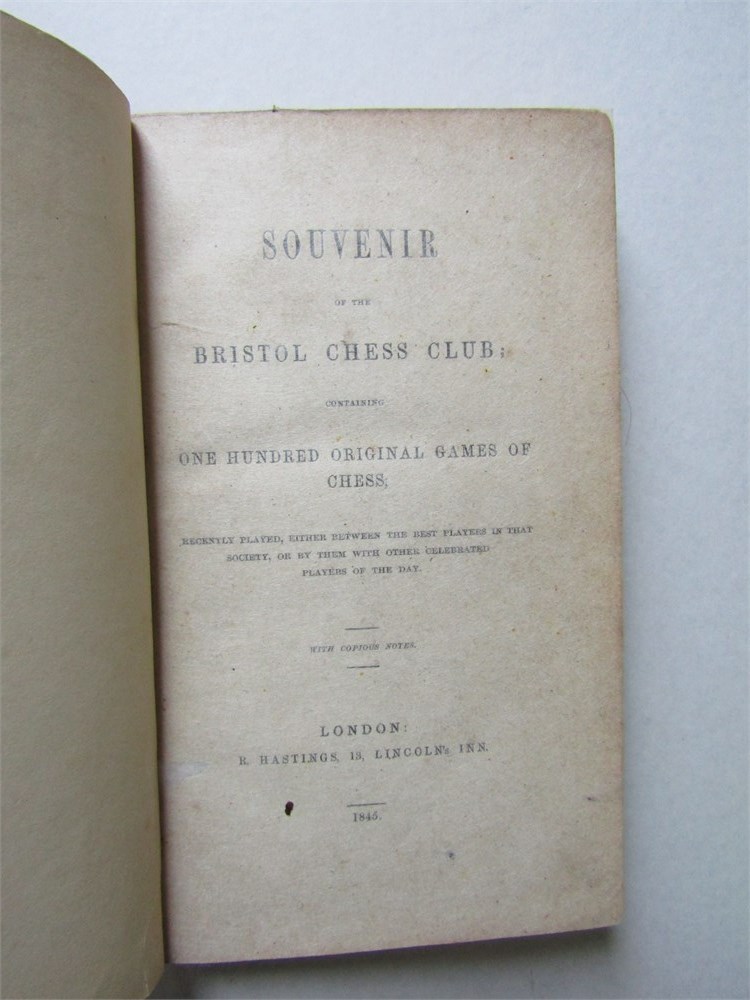 SOUVENIR
OF THE
BRISTOL CHESS CLUB;
CONTAINING
ONE HUNDRED ORIGINAL GAMES OF
CHESS,
RECENTLY PLAYED, EITHER BETWEEN THE BEST PLAYERS IN THAT
SOCIETY, OR BY THEM WITH OTHER CELEBRATED
PLAYERS OF THE DAY.
WITH COPIOUS NOTES.
LONDON:
R. HASTINGS, 13, LINCOLN'S INN.
1845.